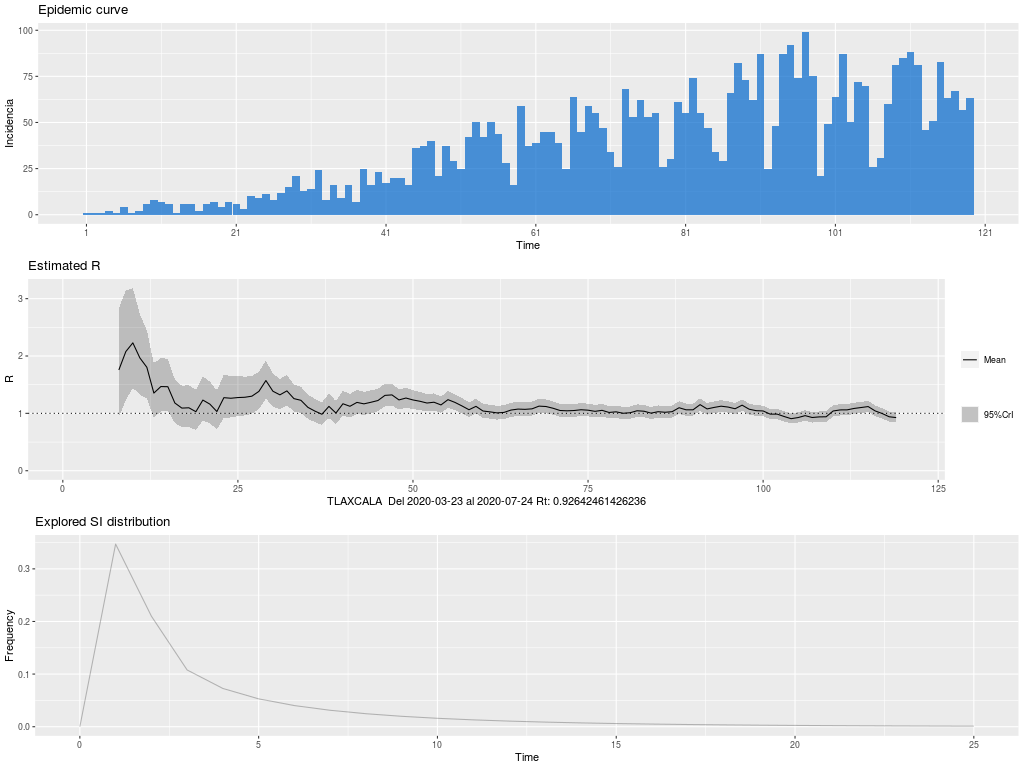 Epidemic curve
100
75
50
25
0
Incidencia
1 21 41 61 81 101 121
Time
Estimated R
3
2
1
0
R
0 25 50 75 100 125
TLAXCALA Del 2020-03-23 al 2020-07-24 Rt: 0.92642461426236
Mean
95%CrI
Explored SI distribution
0.3
0.2
0.1
0.0
Frequency
0 5 10 15 20 25
Time